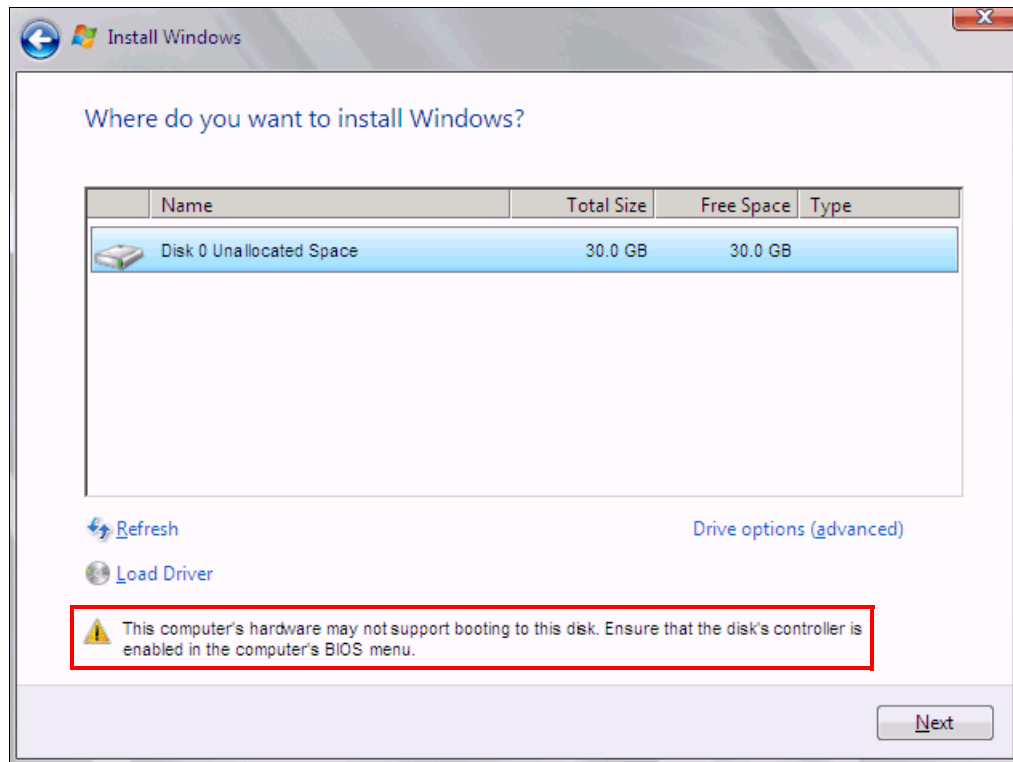 Install Windows
Where do you want to install Windows?
Name Total Size Free Space Type
Disk 0 Unallocated Space 30.0 GB 30.0 GB
Refresh Drive options (advanced)
Load Driver
This computer's hardware may not support booting to this disk. Ensure that the disk's controller is
enabled in the computer's BIOS menu.
Next